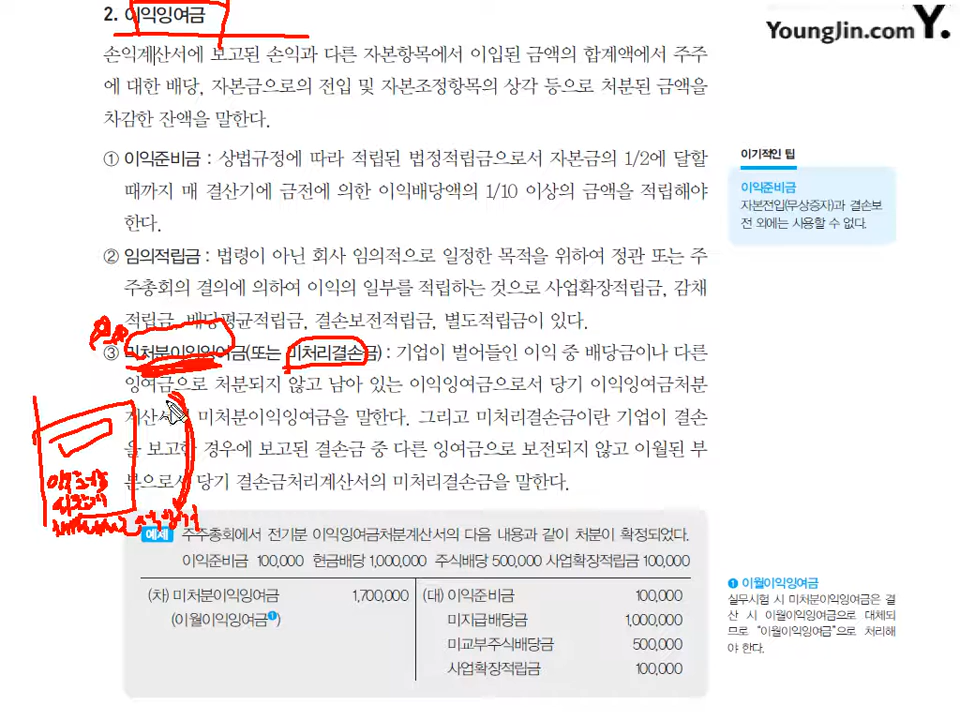 2. 이익잉여금
YoungJin.com Y.
손익계산서에 보고된 손익과 다른 자본항목에서 이입된 금액의 합계액에서 주주
에 대한 배당, 자본금으로의 전입 및 자본조정항목의 상각 등으로 처분된 금액을
차감한 잔액을 말한다.
① 이익준비금 : 상법규정에 따라 적립된 법정적립금으로서 자본금의 1/2에 달할
때까지 매 결산기에 금전에 의한 이익배당액의 1/10 이상의 금액을 적립해야
한다.
② 임의적립금 : 법령이 아닌 회사 임의적으로 일정한 목적을 위하여 정관 또는 주
주총회의 결의에 의하여 이익의 일부를 적립하는 것으로 사업확장적립금, 감채
적립금, 배당평균적립금, 결손보전적립금, 별도적립금이 있다.
③ 미처분이익잉여금(또는 미처리결손금) : 기업이 벌어들인 이익 중 배당금이나 다른
잉여금으로 처분되지 않고 남아 있는 이익잉여금으로서 당기 이익잉여금처분
계산서의 미처분이익잉여금을 말한다. 그리고 미처리결손금이란 기업이 결손
을 보고한 경우에 보고된 결손금 중 다른 잉여금으로 보전되지 않고 이월된 부
분으로서 당기 결손금처리계산서의 미처리결손금을 말한다.
이기적인 팁
이익준비금
자본전입(무상증자)과 결손보
전 외에는 사용할 수 없다.
예제 주주총회에서 전기분 이익잉여금처분계산서의 다음 내용과 같이 처분이 확정되었다.
이익준비금 100,000 현금배당 1,000,000 주식배당 500,000 사업확장적립금 100,000
(차) 미처분이익잉여금 1,700,000 (대) 이익준비금 100,000
(이월이익잉여금❶) 미지급배당금 1,000,000
미교부주식배당금 500,000
사업확장적립금 100,000
❶ 이월이익잉여금
실무시험 시 미처분이익잉여금은 결
산 시 이월이익잉여금으로 대체되
므로 "이월이익잉여금"으로 처리해
야 한다.